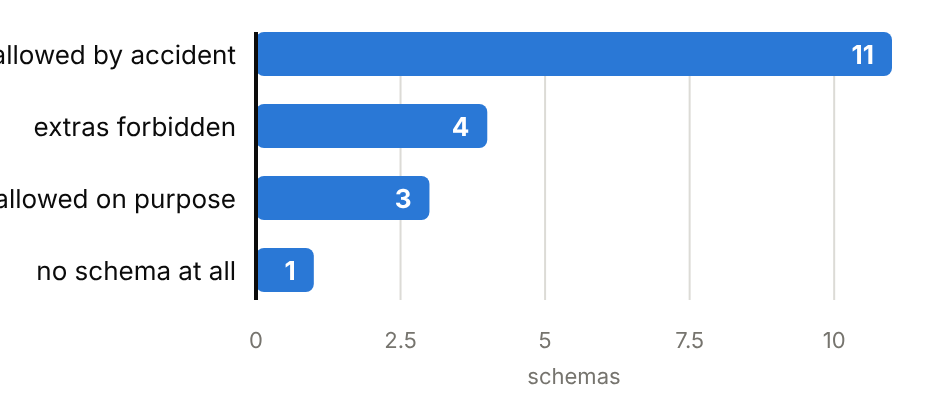 allowed by accident 11
extras forbidden 4
allowed on purpose 3
no schema at all 1
0 2.5 5 7.5 10
schemas